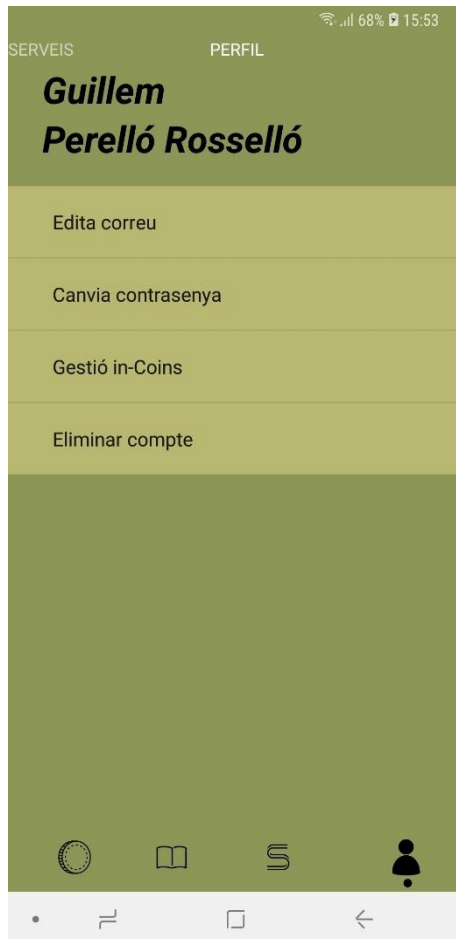 68% 15:53
SERVEIS PERFIL
Guillem
Perelló Rosselló
Edita correu
Canvia contrasenya
Gestió in-Coins
Eliminar compte